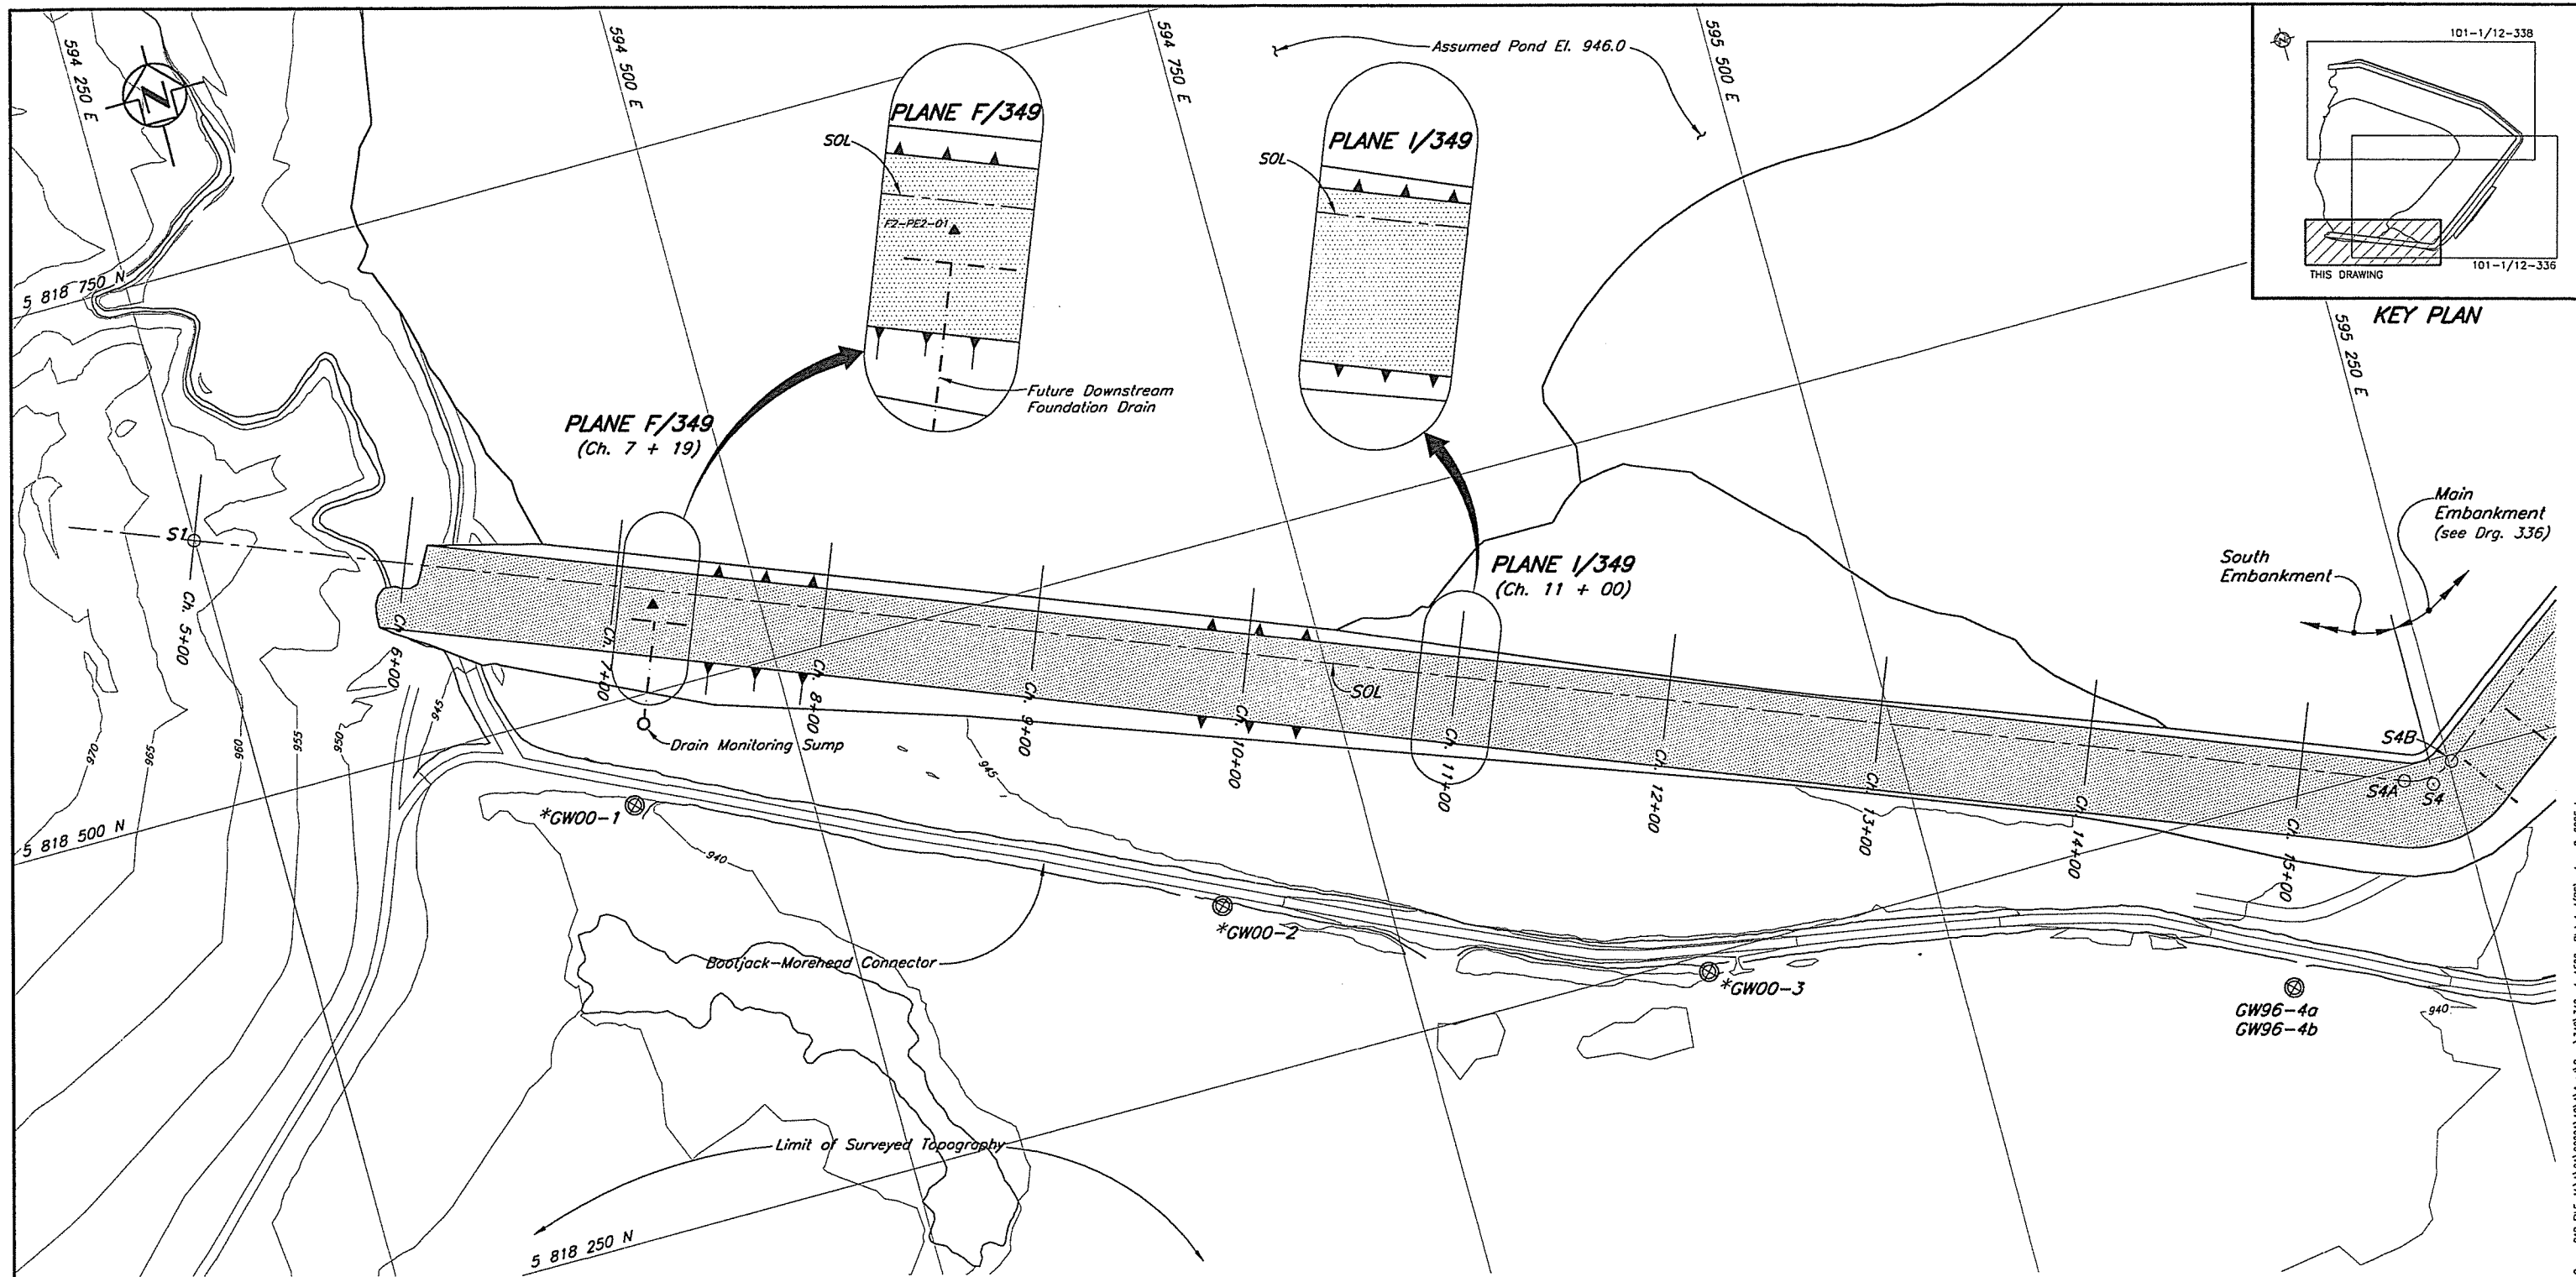 594 250 E
594 500 E
594 750 E
595 500 E
595 250 E
Assumed Pond El. 946.0
101-1/12-338
101-1/12-336
THIS DRAWING
KEY PLAN
N
5 818 750 N
PLANE F/349
SOL
F2-PE2-01
Future Downstream
Foundation Drain
PLANE I/349
SOL
PLANE F/349
(Ch. 7 + 19)
PLANE I/349
(Ch. 11 + 00)
Main
Embankment
(see Drg. 336)
South
Embankment
S1
Ch. 5+00
Ch. 6+00
Ch. 7+00
Ch. 8+00
Ch. 9+00
Ch. 10+00
Ch. 11+00
Ch. 12+00
Ch. 13+00
Ch. 14+00
Ch. 15+00
SOL
S4B
S4A
S4
Drain Monitoring Sump
970
965
960
955
950
945
945
940
940
5 818 500 N
*GW00-1
*GW00-2
*GW00-3
GW96-4a
GW96-4b
Bootjack-Morehead Connector
Limit of Surveyed Topography
5 818 250 N